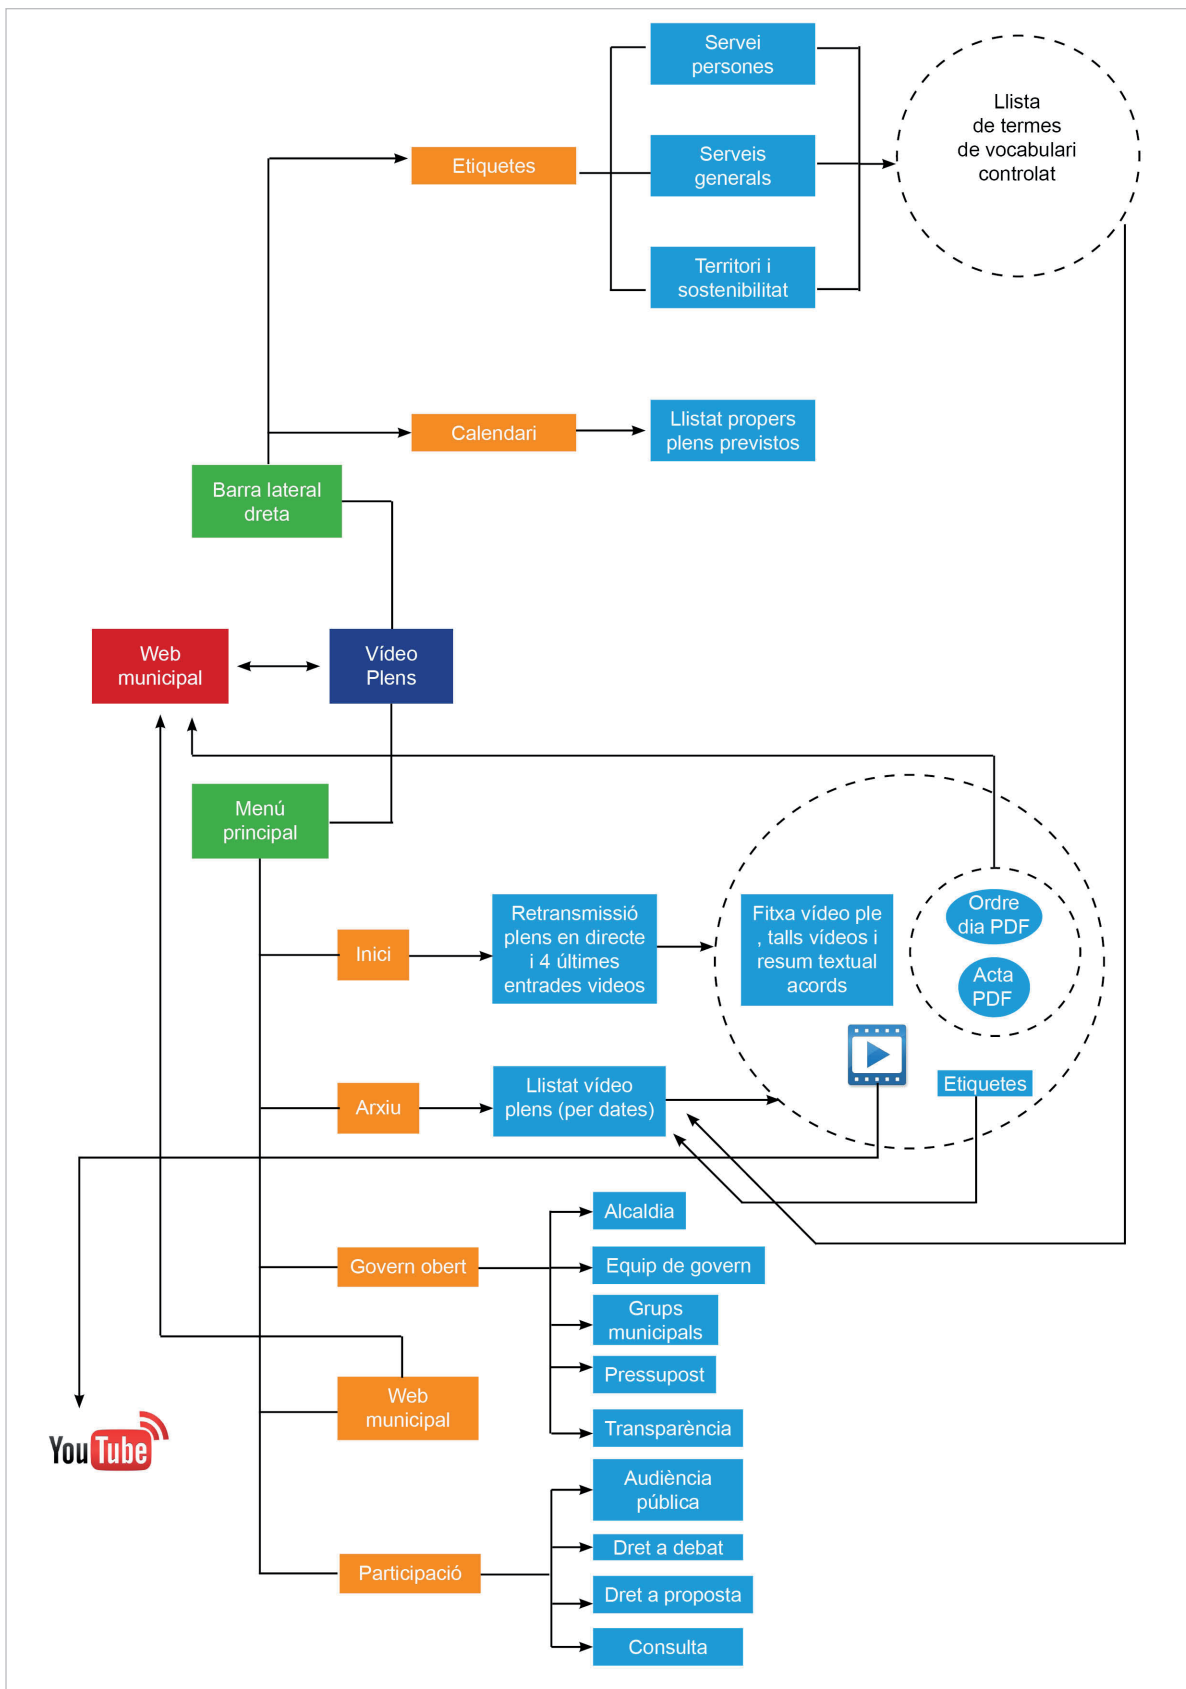 Servei
persones
Llista
de termes
de vocabulari
controlat
Etiquetes
Serveis
generals
Territori i
sostenibilitat
Calendari
Llistat propers
plens previstos
Barra lateral
dreta
Web
municipal
Vídeo
Plens
Menú
principal
Inici
Retransmissió
plens en directe
i 4 últimes
entrades videos
Fitxa vídeo ple
, talls vídeos i
resum textual
acords
Ordre
dia PDF
Acta
PDF
Etiquetes
Arxiu
Llistat vídeo
plens (per dates)
Govern obert
Alcaldia
Equip de govern
Grups
municipals
Pressupost
Transparència
Web
municipal
YouTube
Participació
Audiència
pública
Dret a debat
Dret a proposta
Consulta